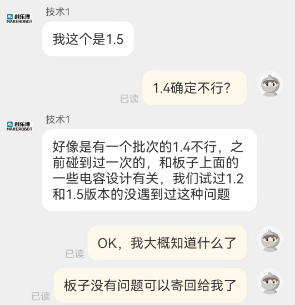 技术1
创乐博
MAKEROBOT
我这个是1.5
1.4确定不行?
已读
技术1
创乐博
MAKEROBOT
好像是有一个批次的1.4不行，之
前碰到过一次的，和板子上面的
一些电容设计有关，我们试过1.2
和1.5版本的没遇到过这种问题
OK，我大概知道什么了
已读
板子没有问题可以寄回给我了
已读